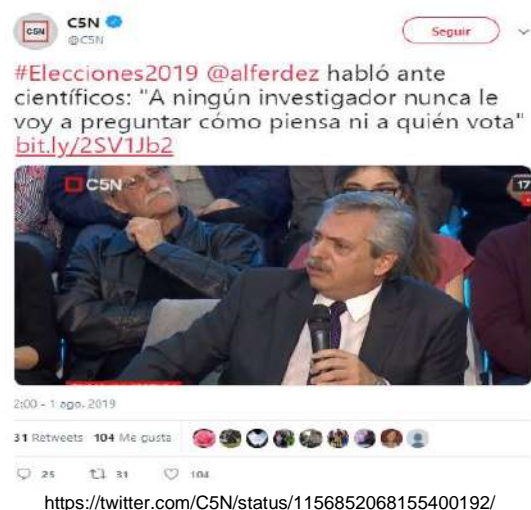 C5N
C5N
@C5N
Seguir
#Elecciones2019 @alferdez habló ante
científicos: "A ningún investigador nunca le
voy a preguntar cómo piensa ni a quién vota"
bit.ly/2SV1Jb2
C5N
17
2:00 - 1 ago. 2019
31 Retweets 104 Me gusta
25 31 104
https://twitter.com/C5N/status/1156852068155400192/